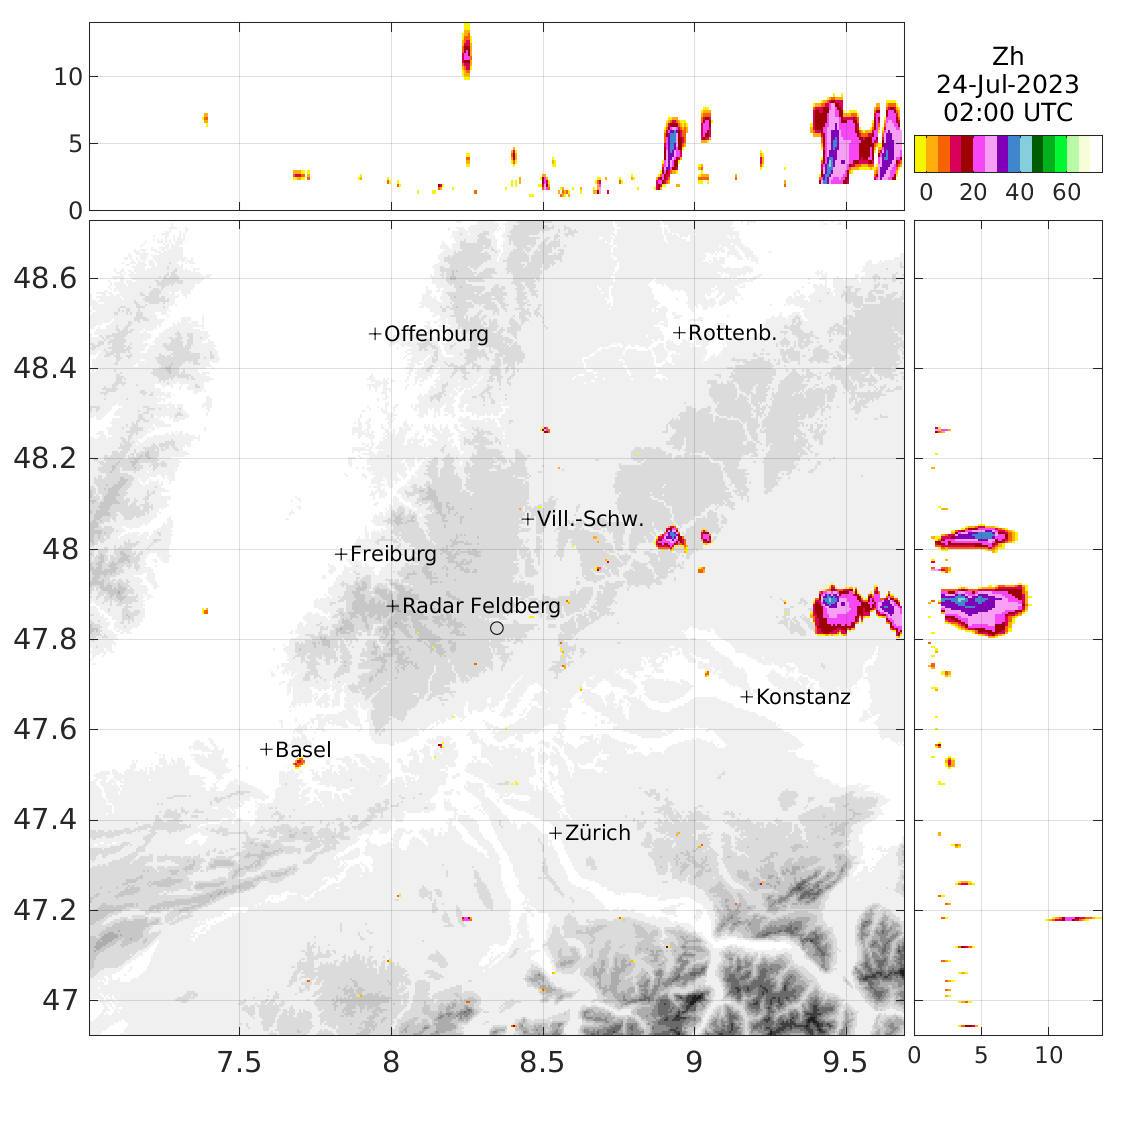 10
5
0
Zh
24-Jul-2023
02:00 UTC
0 20 40 60
48.6
48.4
48.2
48
47.8
47.6
47.4
47.2
47
+Offenburg
+Rottenb.
+Vill.-Schw.
+Freiburg
+Radar Feldberg
+Konstanz
+Basel
+Zürich
7.5 8 8.5 9 9.5
0 5 10